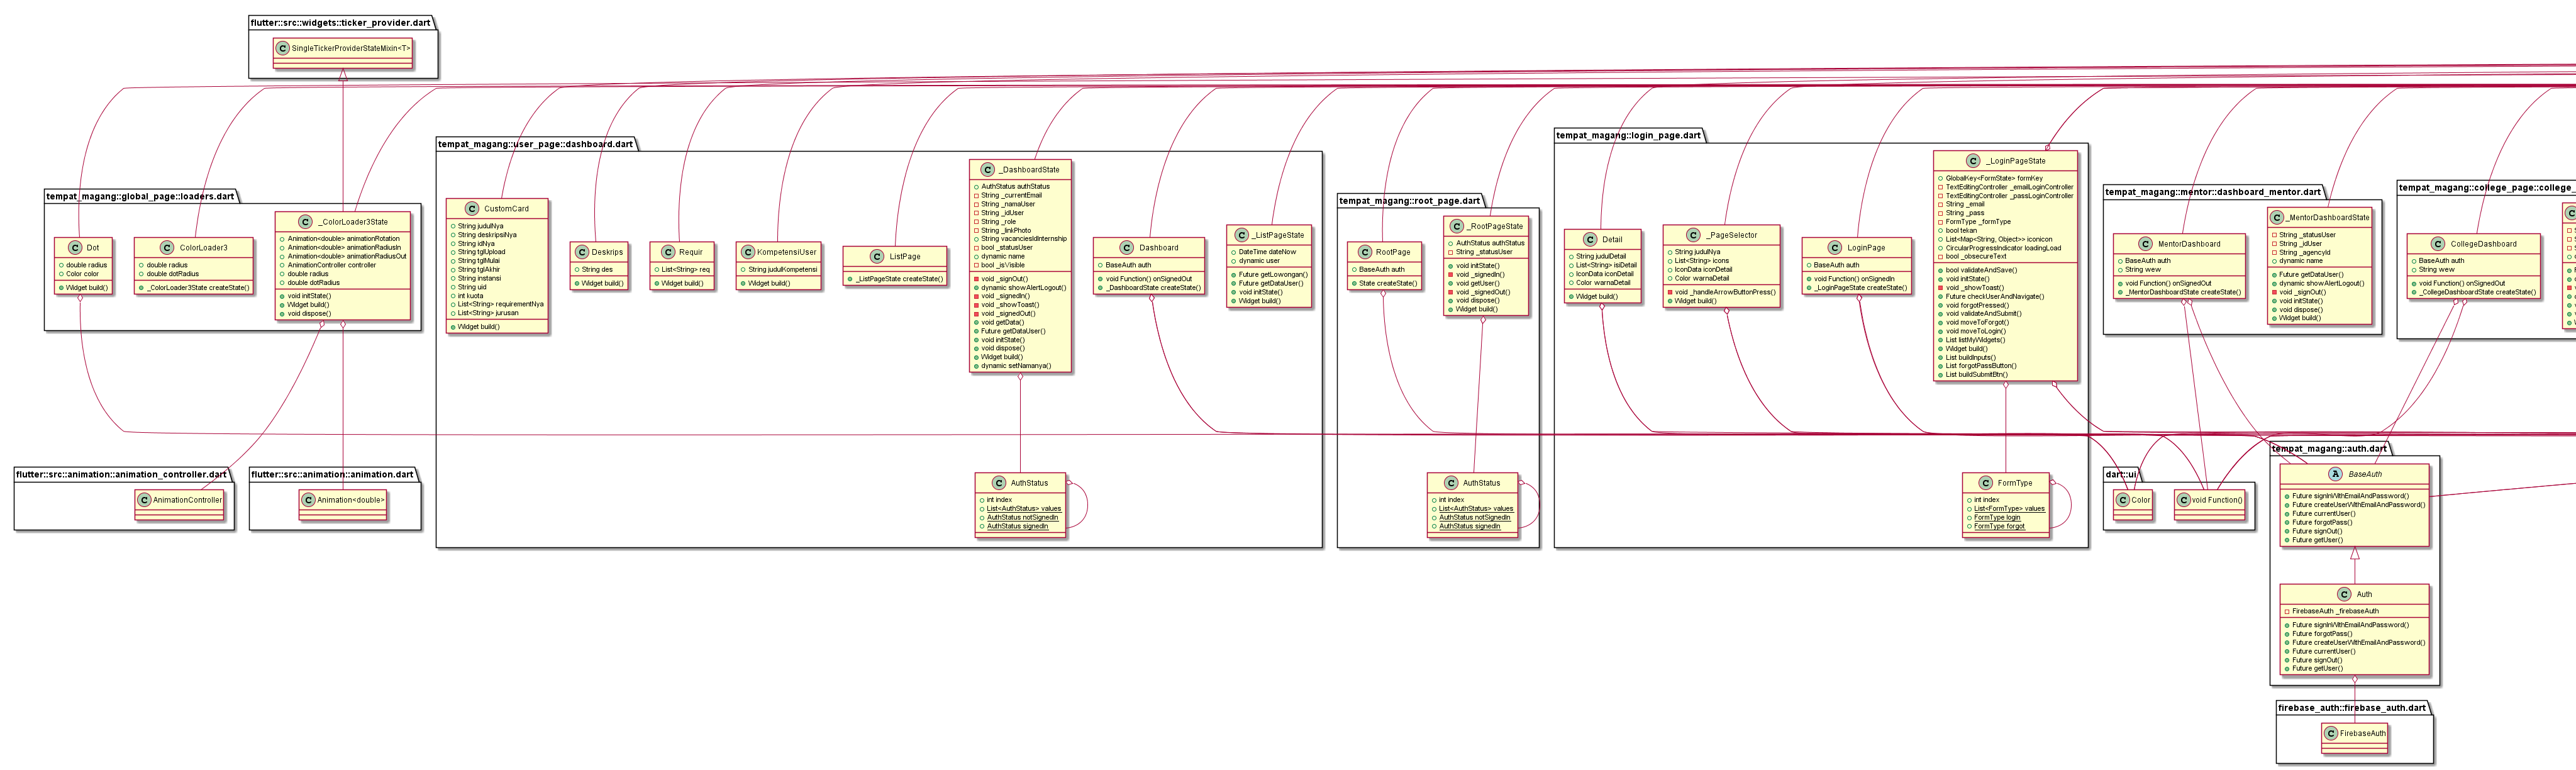 flutter::src::widgets::ticker_provider.dart
SingleTickerProviderStateMixin<T>
tempat_magang::global_page::loaders.dart
Dot
double radius
Color color
Widget build()
ColorLoader3
double radius
double dotRadius
_ColorLoader3State createState()
_ColorLoader3State
Animation<double> animationRotation
Animation<double> animationRadiusIn
Animation<double> animationRadiusOut
AnimationController controller
double radius
double dotRadius
void initState()
Widget build()
void dispose()
flutter::src::animation::animation_controller.dart
AnimationController
flutter::src::animation::animation.dart
Animation<double>
tempat_magang::user_page::dashboard.dart
CustomCard
String judulNya
String deskripsiNya
String idNya
String tglUpload
String tglMulai
String tglAkhir
String instansi
String uid
int kuota
List<String> requirementNya
List<String> jurusan
Widget build()
Deskrips
String des
Widget build()
Requir
List<String> req
Widget build()
KompetensiUser
String judulKompetensi
Widget build()
ListPage
_ListPageState createState()
_DashboardState
AuthStatus authStatus
String _currentEmail
String _namaUser
String _idUser
String _role
String _linkPhoto
String vacanciesIdInternship
bool _statusUser
dynamic name
bool _isVisible
void _signOut()
dynamic showAlertLogout()
void _signedIn()
void _showToast()
void _signedOut()
void getData()
Future getDataUser()
void initState()
void dispose()
Widget build()
dynamic setNamanya()
Dashboard
BaseAuth auth
void Function() onSignedOut
_DashboardState createState()
_ListPageState
DateTime dateNow
dynamic user
Future getLowongan()
Future getDataUser()
void initState()
Widget build()
AuthStatus
int index
List<AuthStatus> values
AuthStatus notSignedIn
AuthStatus signedIn
tempat_magang::root_page.dart
RootPage
BaseAuth auth
State createState()
_RootPageState
AuthStatus authStatus
String _statusUser
void initState()
void _signedIn()
void getUser()
void _signedOut()
void dispose()
Widget build()
AuthStatus
int index
List<AuthStatus> values
AuthStatus notSignedIn
AuthStatus signedIn
tempat_magang::login_page.dart
Detail
String judulDetail
List<String> isiDetail
IconData iconDetail
Color warnaDetail
Widget build()
_PageSelector
String judulNya
List<String> icons
IconData iconDetail
Color warnaDetail
void _handleArrowButtonPress()
Widget build()
LoginPage
BaseAuth auth
void Function() onSignedIn
_LoginPageState createState()
_LoginPageState
GlobalKey<FormState> formKey
TextEditingController _emailLoginController
TextEditingController _passLoginController
String _email
String _pass
FormType _formType
bool tekan
List<Map<String, Object>> iconicon
CircularProgressIndicator loadingLoad
bool _obsecureText
bool validateAndSave()
void initState()
void _showToast()
Future checkUserAndNavigate()
void forgotPressed()
void validateAndSubmit()
void moveToForgot()
void moveToLogin()
List listMyWidgets()
Widget build()
List buildInputs()
List forgotPassButton()
List buildSubmitBtn()
FormType
int index
List<FormType> values
FormType login
FormType forgot
tempat_magang::mentor::dashboard_mentor.dart
MentorDashboard
BaseAuth auth
String wew
void Function() onSignedOut
_MentorDashboardState createState()
_MentorDashboardState
String _statusUser
String _idUser
String _agencyId
dynamic name
Future getDataUser()
dynamic showAlertLogout()
void _signOut()
void initState()
void dispose()
Widget build()
tempat_magang::college_page::college_
CollegeDashboard
BaseAuth auth
String wew
void Function() onSignedOut
_CollegeDashboardState createState()
dart::ui
Color
void Function()
tempat_magang::auth.dart
BaseAuth
Future signInWithEmailAndPassword()
Future createUserWithEmailAndPassword()
Future currentUser()
Future forgotPass()
Future signOut()
Future getUser()
Auth
FirebaseAuth _firebaseAuth
Future signInWithEmailAndPassword()
Future forgotPass()
Future createUserWithEmailAndPassword()
Future currentUser()
Future signOut()
Future getUser()
firebase_auth::firebase_auth.dart
FirebaseAuth